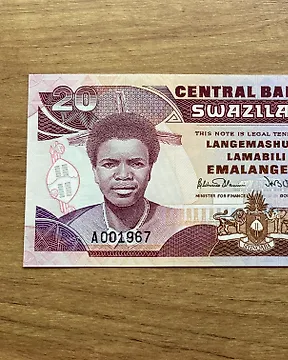 20
CENTRAL BA
SWAZILA
THIS NOTE IS LEGAL TEN
LANGEMASHU
LAMABILI
EMALANGE
MINISTER FOR FINANCE
A001967